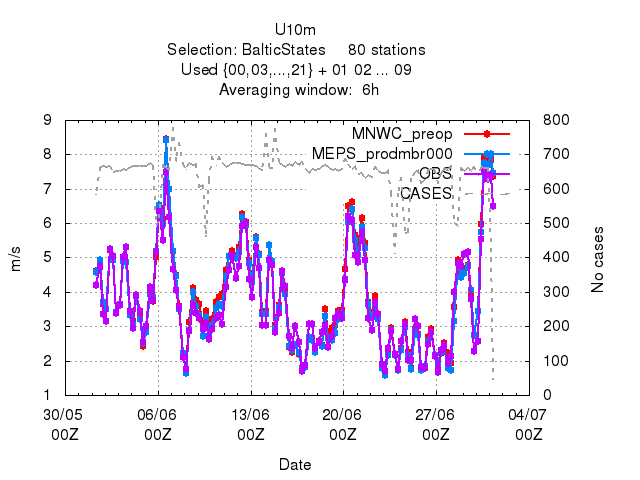 U10m
Selection: BalticStates 80 stations
Used {00,03,...,21} + 01 02 ... 09
Averaging window: 6h
9 800
MNWC_preop
8 MEPS_prodmbr000 700
OBS
7 CASES 600
6 500
m/s
5 400
No cases
4 300
3 200
2 100
1 0
30/05 06/06 13/06 20/06 27/06 04/07
00Z 00Z 00Z 00Z 00Z 00Z
Date